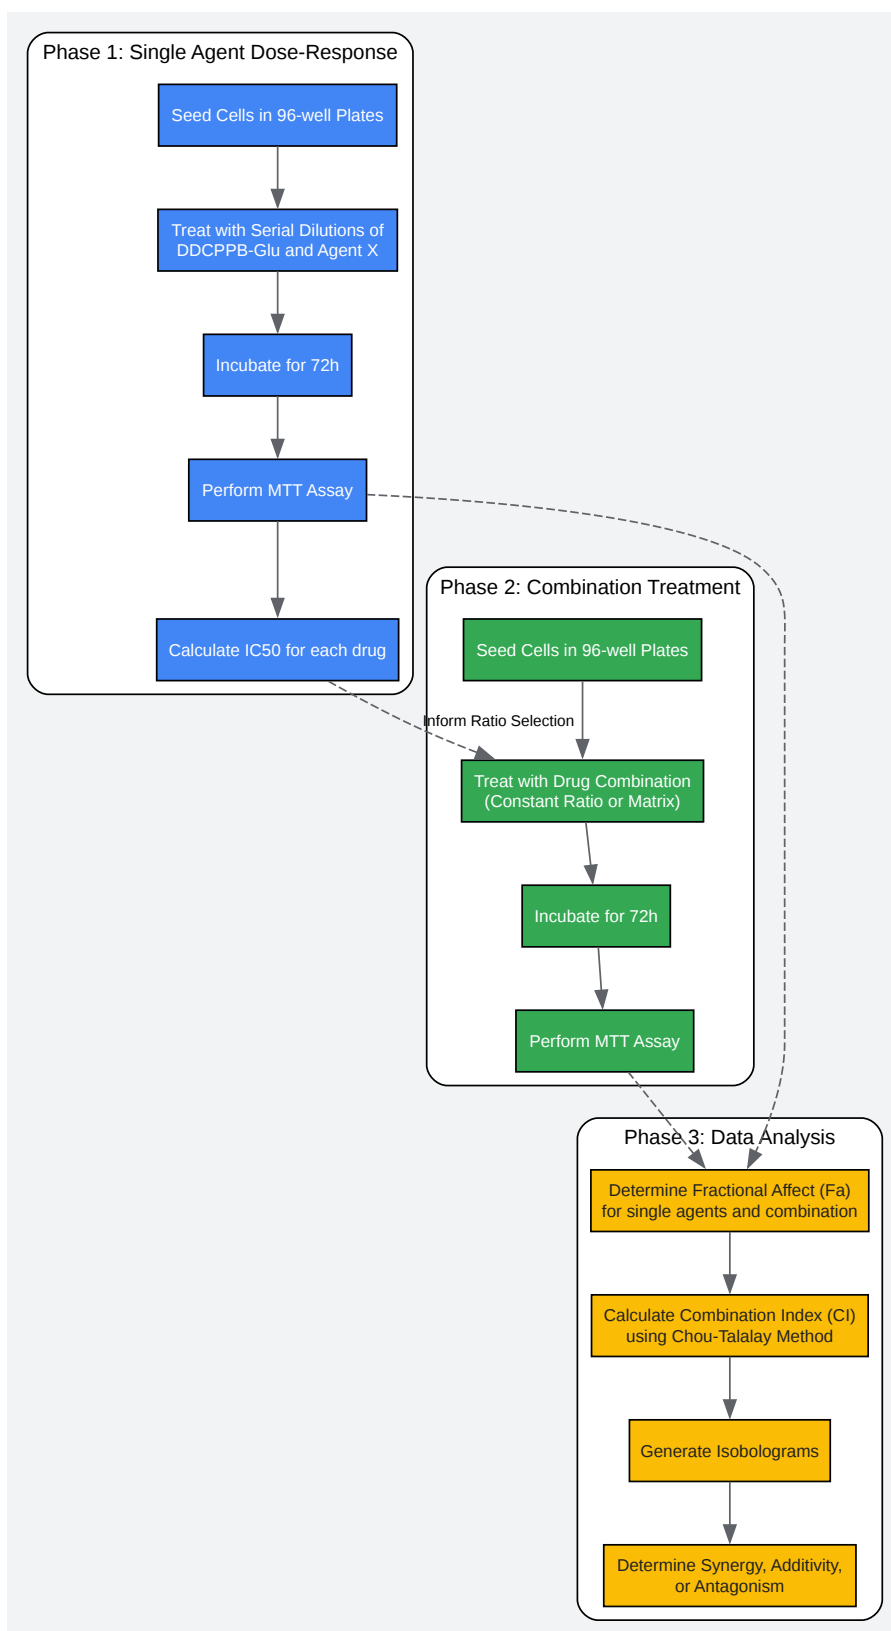 Phase 1: Single Agent Dose-Response
Seed Cells in 96-well Plates
Treat with Serial Dilutions of
DDCPPB-Glu and Agent X
Incubate for 72h
Perform MTT Assay
Calculate IC50 for each drug
Phase 2: Combination Treatment
Seed Cells in 96-well Plates
Inform Ratio Selection
Treat with Drug Combination
(Constant Ratio or Matrix)
Incubate for 72h
Perform MTT Assay
Phase 3: Data Analysis
Determine Fractional Affect (Fa)
for single agents and combination
Calculate Combination Index (CI)
using Chou-Talalay Method
Generate Isobolograms
Determine Synergy, Additivity,
or Antagonism